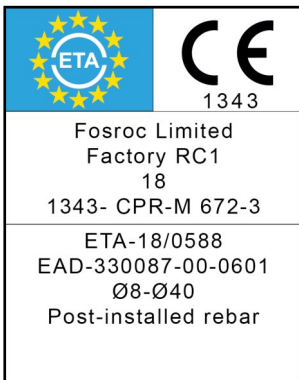 ETA
1343
Fosroc Limited
Factory RC1
18
1343- CPR-M 672-3
ETA-18/0588
EAD-330087-00-0601
Ø8-Ø40
Post-installed rebar